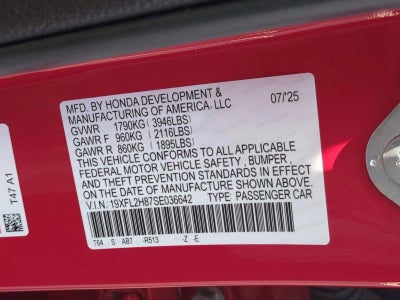 MFD. BY HONDA DEVELOPMENT &
MANUFACTURING OF AMERICA, LLC 07/'25
GVWR 1790KG (3946LBS)
GAWR F 960KG (2116LBS)
GAWR R 860KG (1895LBS)
THIS VEHICLE CONFORMS TO ALL APPLICABLE
FEDERAL MOTOR VEHICLE SAFETY, BUMPER,
AND THEFT PREVENTION STANDARDS IN EFFECT
ON THE DATE OF MANUFACTURE SHOWN ABOVE.
V.I.N. 19XFL2H87SE036642 TYPE: PASSENGER CAR
T64 S AB7 -R513 -Z -E
T47 A1